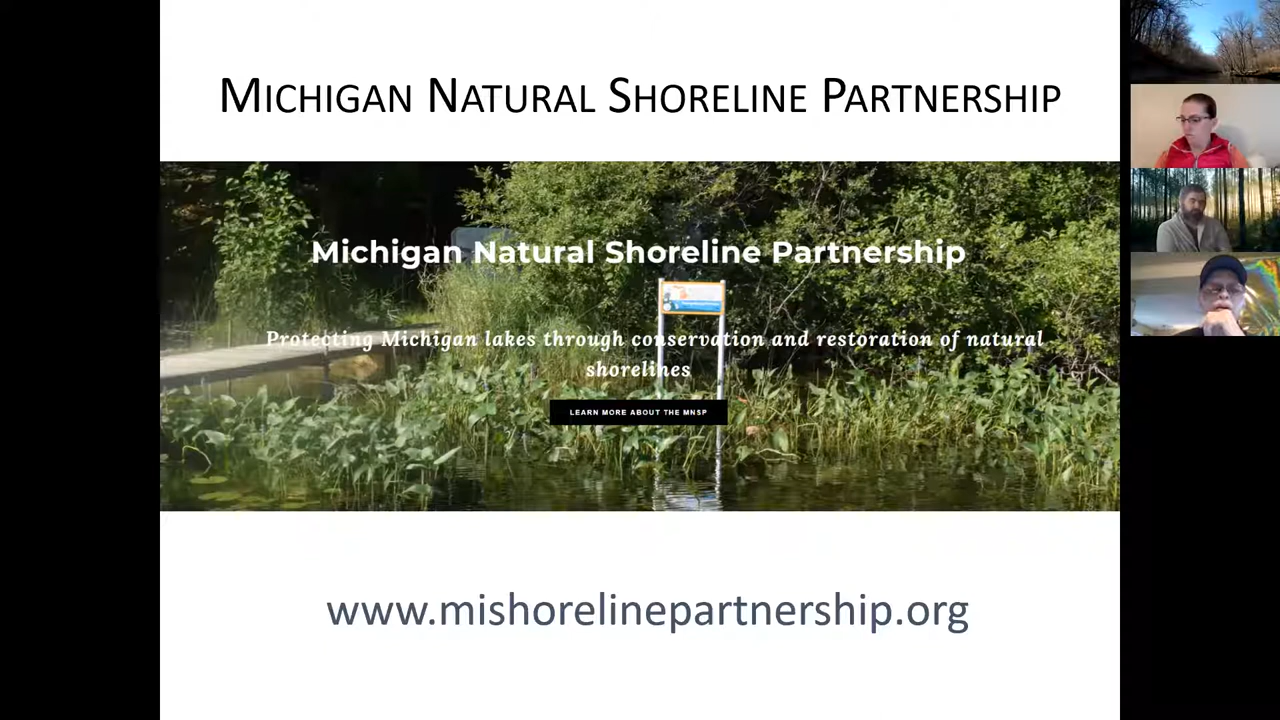 MICHIGAN NATURAL SHORELINE PARTNERSHIP
Michigan Natural Shoreline Partnership
Protecting Michigan lakes through conservation and restoration of natural
shorelines
LEARN MORE ABOUT THE MNSP
www.mishorelinepartnership.org